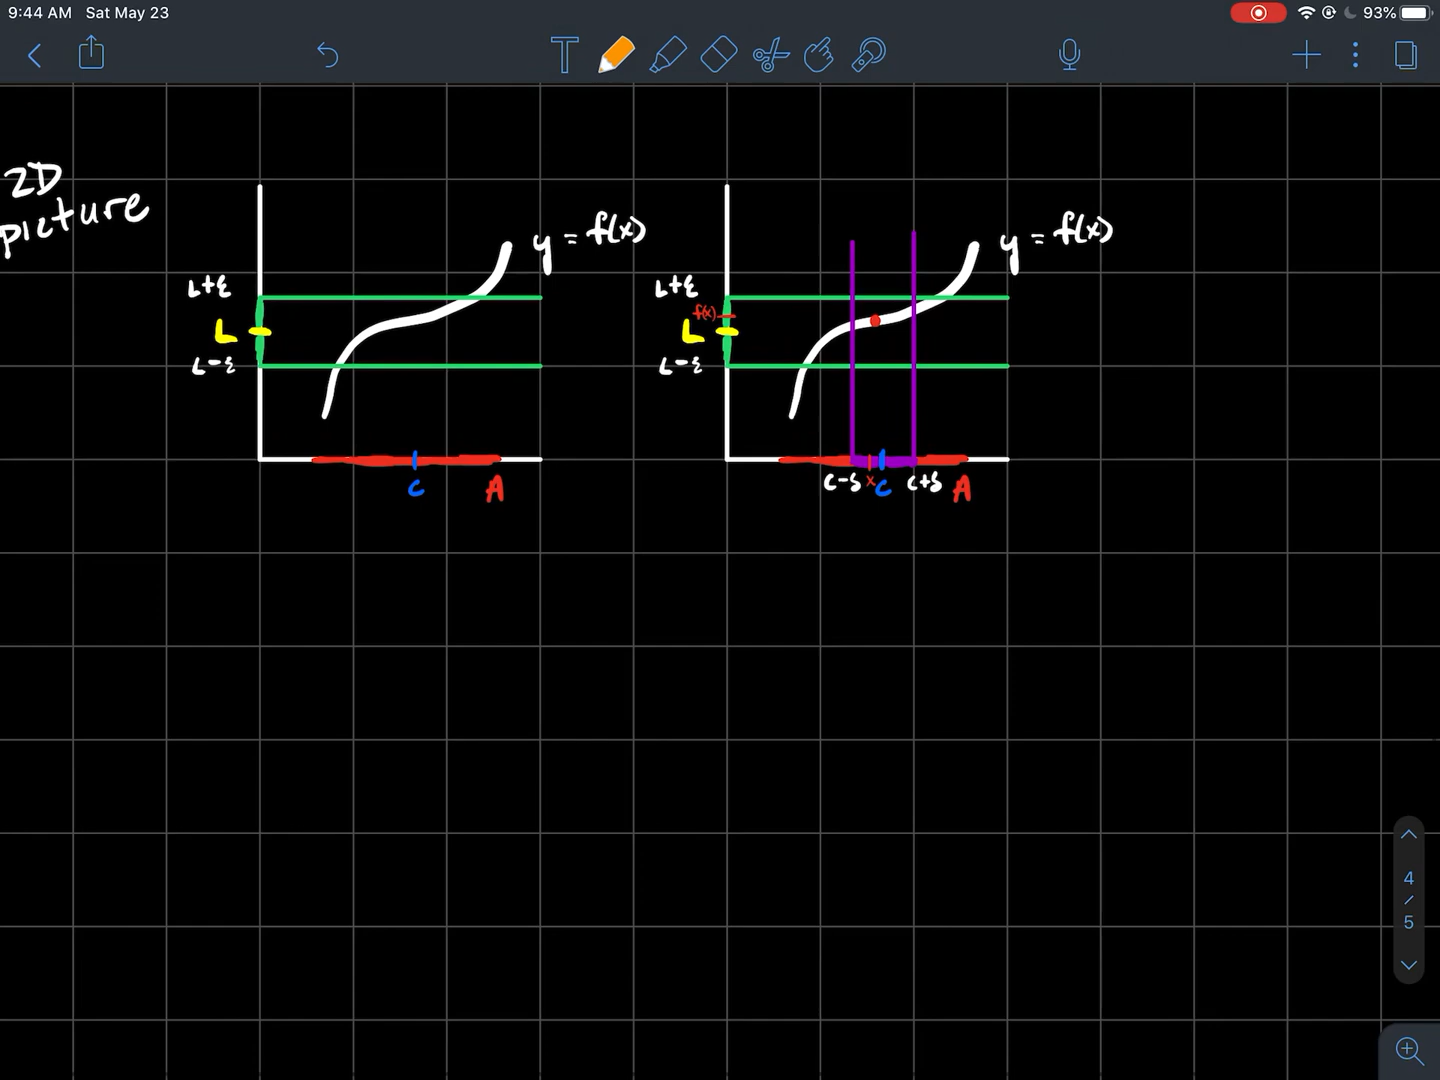 9:44 AM Sat May 23
93%
T
2D
picture
y = f(x)
L+ε
L
L-ε
c
A
y = f(x)
L+ε
f(x)
L
L-ε
c-δ
x
c
c+δ
A
4
/
5